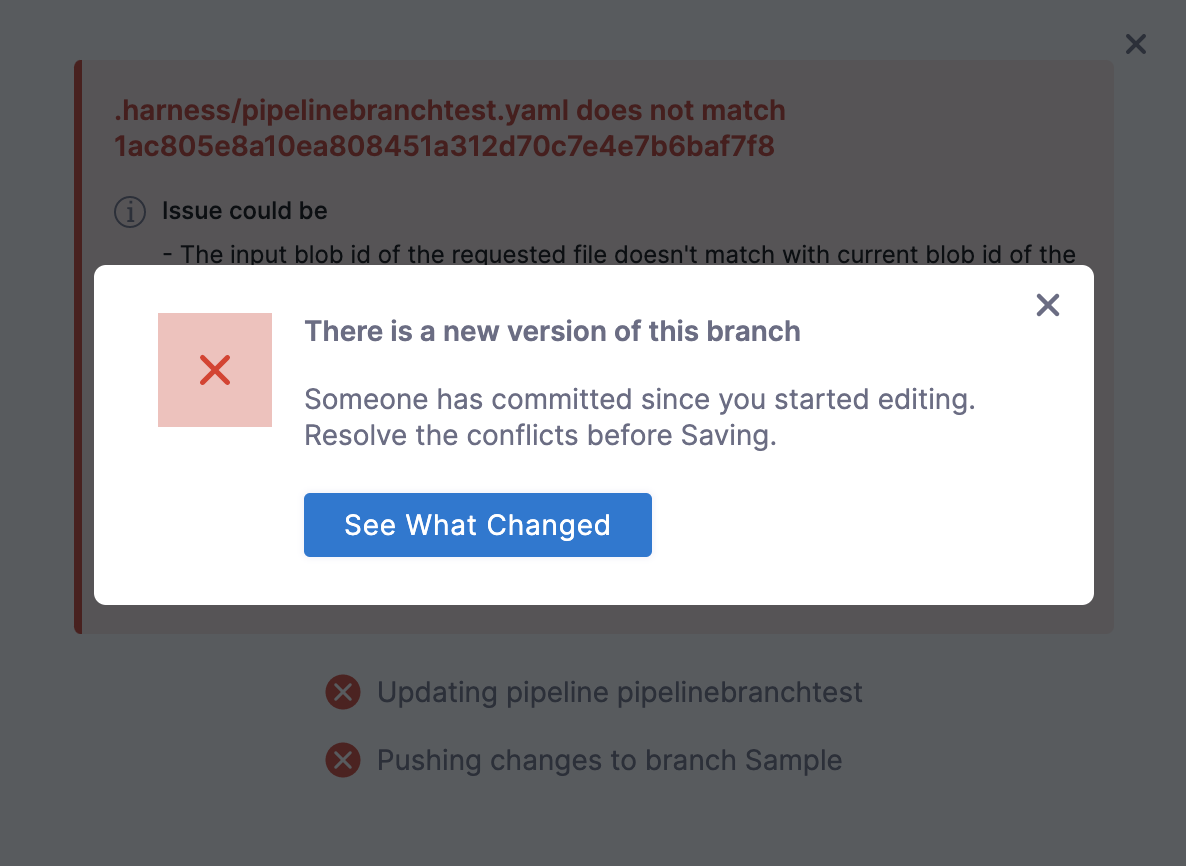 .harness/pipelinebranchtest.yaml does not match
1ac805e8a10ea808451a312d70c7e4e7b6baf7f8
Issue could be
- The input blob id of the requested file doesn't match with current blob id of the
There is a new version of this branch
Someone has committed since you started editing.
Resolve the conflicts before Saving.
See What Changed
Updating pipeline pipelinebranchtest
Pushing changes to branch Sample